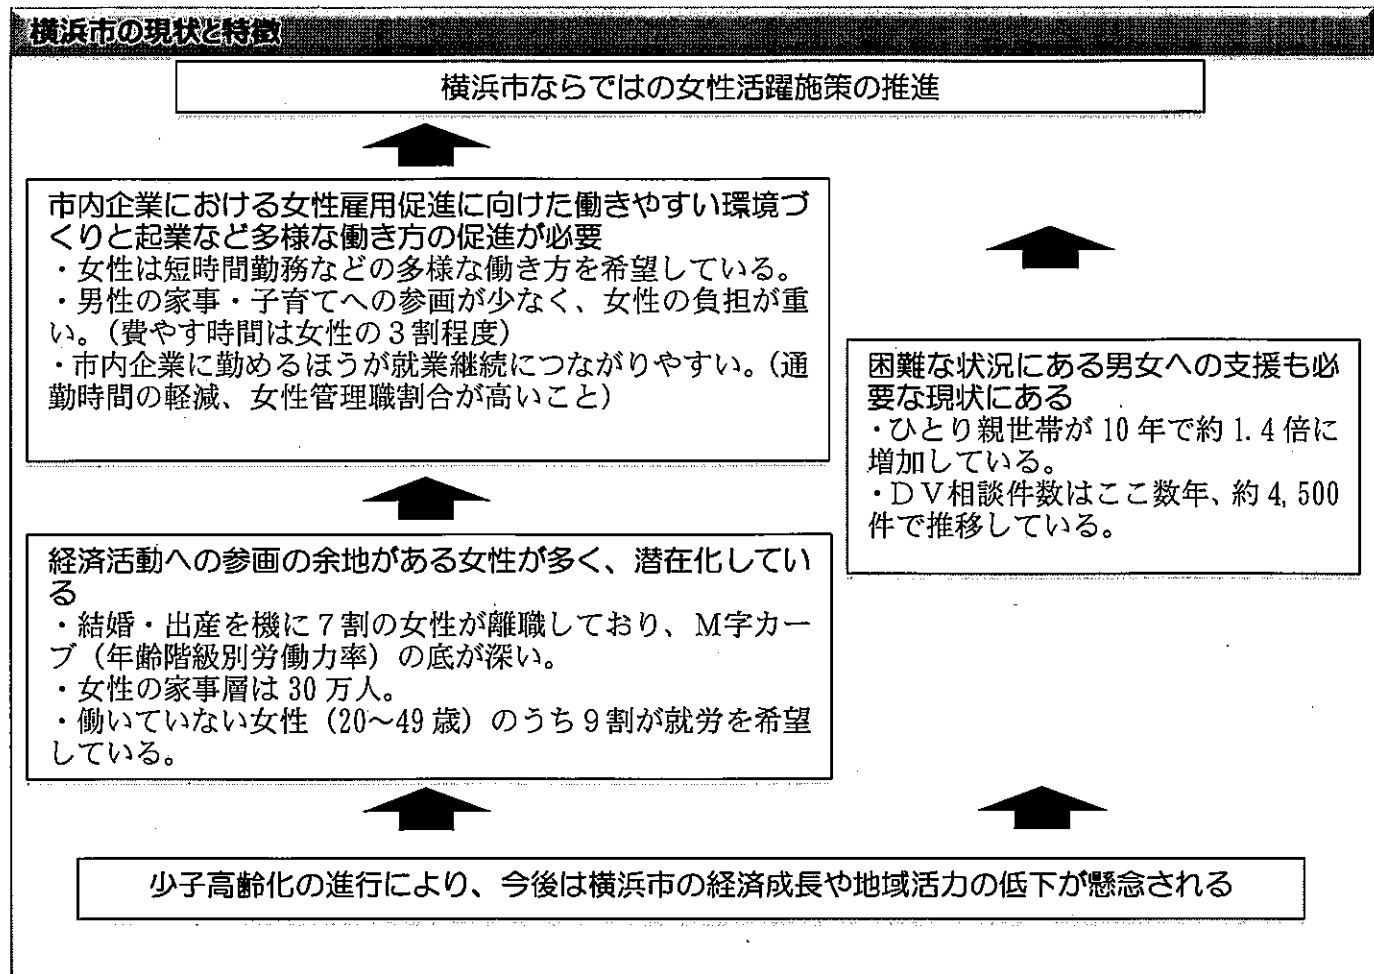 横浜市の現状と特徴
横浜市ならではの女性活躍施策の推進
市内企業における女性雇用促進に向けた働きやすい環境づ
くりと起業など多様な働き方の促進が必要
・女性は短時間勤務などの多様な働き方を希望している。
・男性の家事・子育てへの参画が少なく、女性の負担が重
い。（費やす時間は女性の３割程度）
・市内企業に勤めるほうが就業継続につながりやすい。（通
勤時間の軽減、女性管理職割合が高いこと）
困難な状況にある男女への支援も必
要な現状にある
・ひとり親世帯が 10 年で約 1.4 倍に
増加している。
・ＤＶ相談件数はここ数年、約 4,500
件で推移している。
経済活動への参画の余地がある女性が多く、潜在化してい
る
・結婚・出産を機に７割の女性が離職しており、Ｍ字カー
ブ（年齢階級別労働力率）の底が深い。
・女性の家事層は 30 万人。
・働いていない女性（20～49 歳）のうち９割が就労を希望
している。
少子高齢化の進行により、今後は横浜市の経済成長や地域活力の低下が懸念される